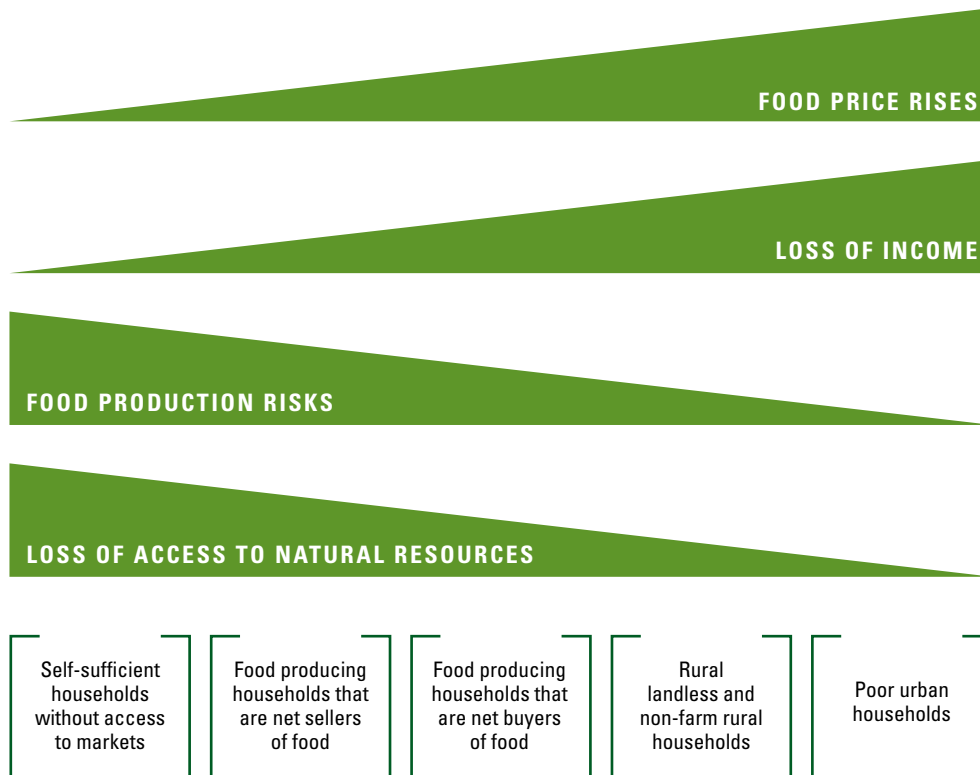 FOOD PRICE RISES
LOSS OF INCOME
FOOD PRODUCTION RISKS
LOSS OF ACCESS TO NATURAL RESOURCES
Self-sufficient
households
without access
to markets
Food producing
households that
are net sellers
of food
Food producing
households that
are net buyers
of food
Rural
landless and
non-farm rural
households
Poor urban
households